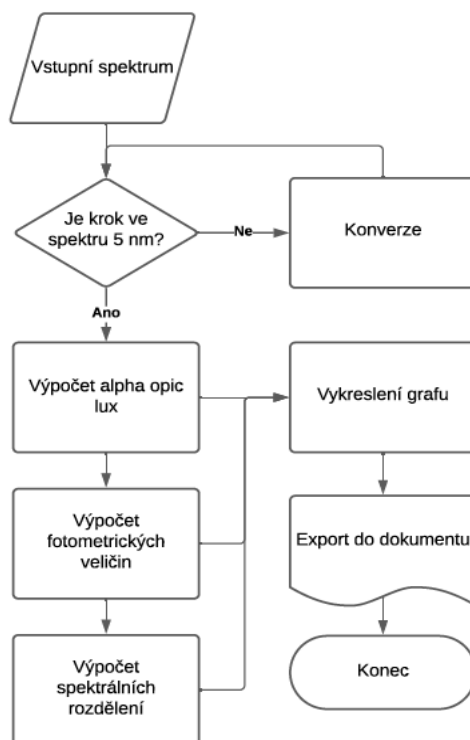 Vstupní spektrum
Je krok ve
spektru 5 nm?
Ne
Konverze
Ano
Výpočet alpha opic
lux
Vykreslení grafu
Výpočet
fotometrických
veličin
Export do dokumentu
Výpočet
spektrálních
rozdělení
Konec